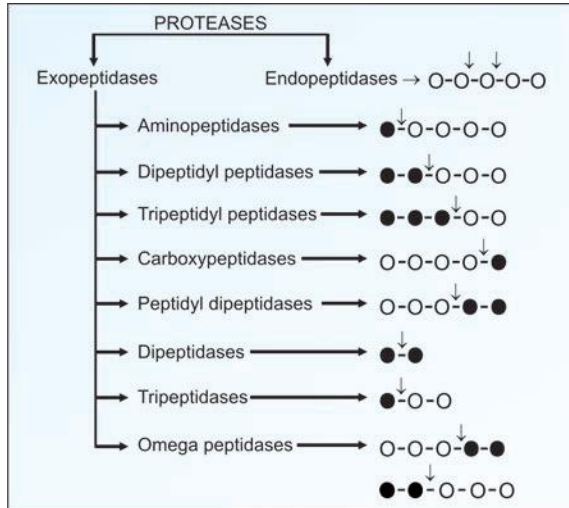 PROTEASES
Exopeptidases
Endopeptidases
Aminopeptidases
Dipeptidyl peptidases
Tripeptidyl peptidases
Carboxypeptidases
Peptidyl dipeptidases
Dipeptidases
Tripeptidases
Omega peptidases